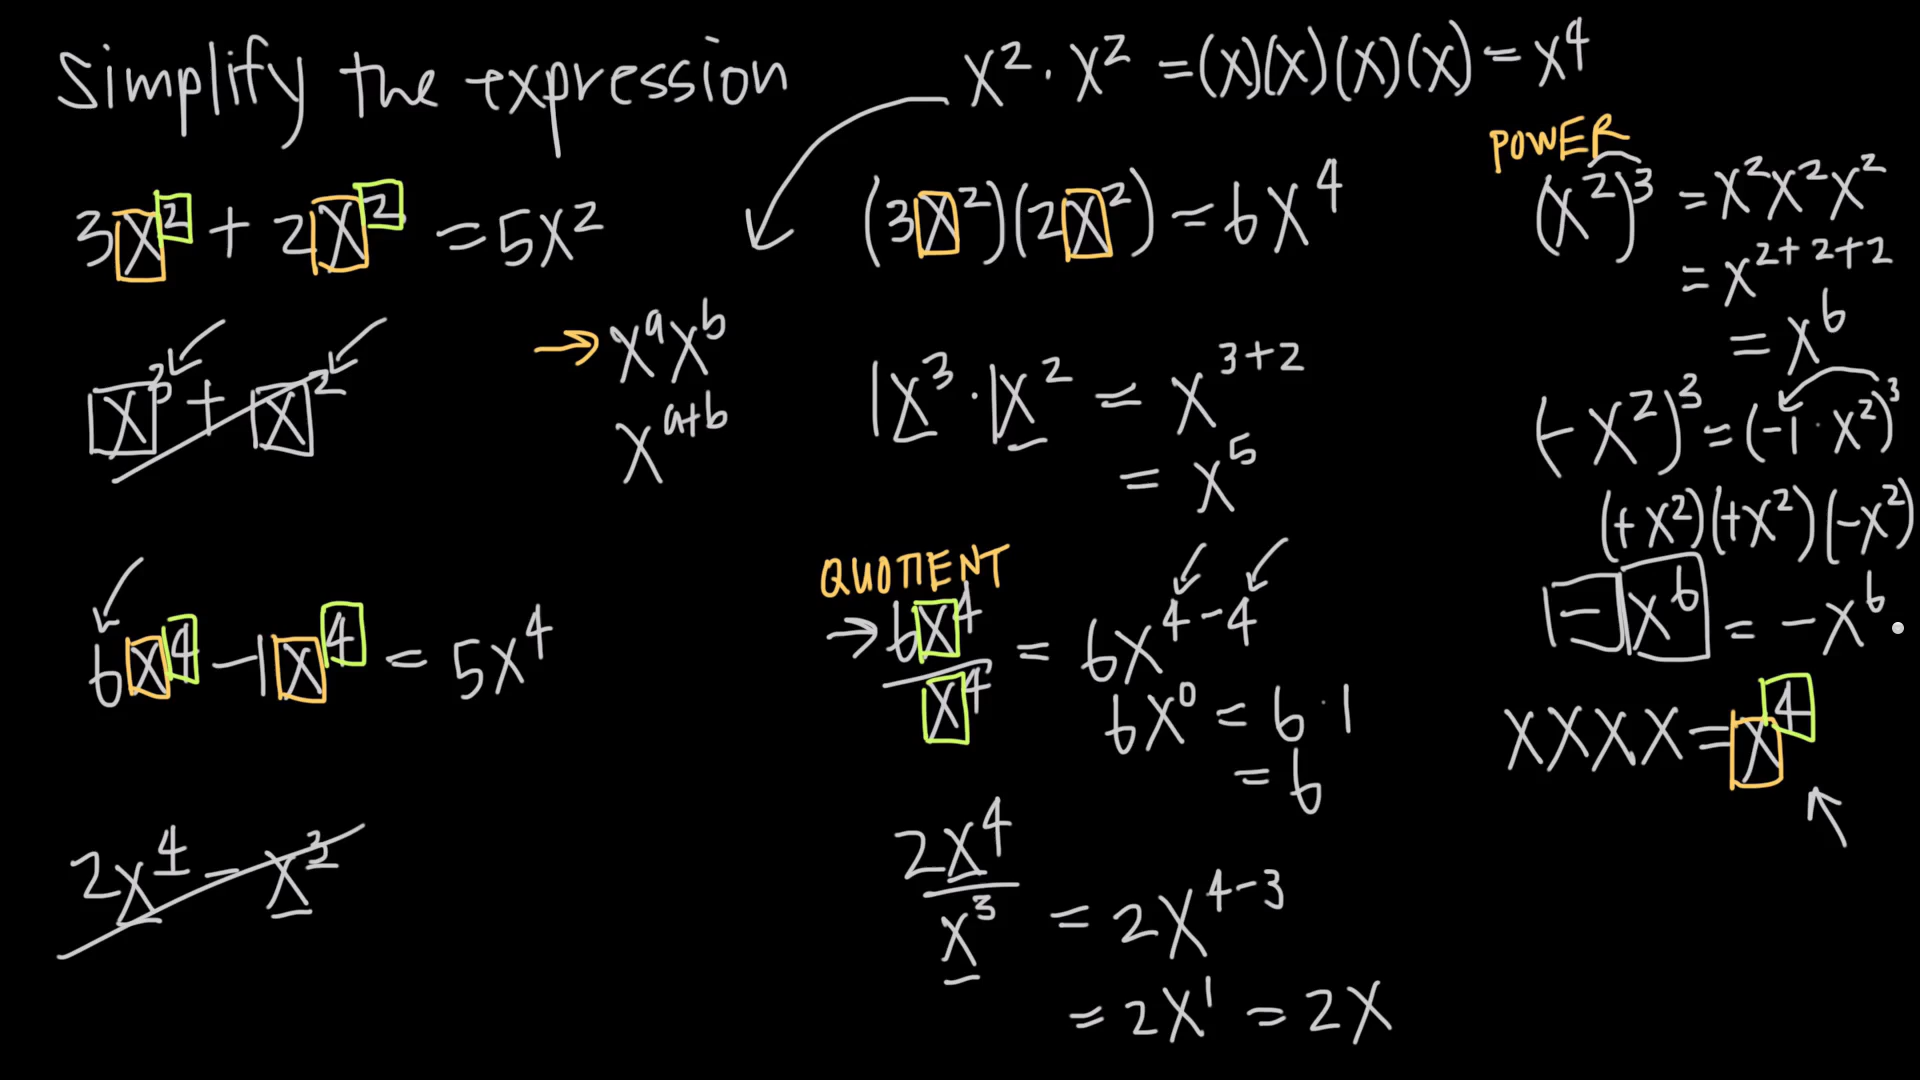 Simplify the expression
3x² + 2x² = 5x²
x³ + x²
6x⁴ - 1x⁴ = 5x⁴
2x⁴ - x³
→ xᵃxᵇ
xᵃ⁺ᵇ
x² · x² = (x)(x)(x)(x) = x⁴
(3x²)(2x²) = 6x⁴
1x³ · 1x² = x³⁺²
= x⁵
QUOTIENT
→ 6x⁴/x⁴ = 6x⁴⁻⁴
6x⁰ = 6 · 1
= 6
2x⁴/x³ = 2x⁴⁻³
= 2x¹ = 2x
POWER
(x²)³ = x²x²x²
= x²⁺²⁺²
= x⁶
(-x²)³ = (-1 · x²)³
(+x²)(+x²)(-x²)
- x⁶ = -x⁶
xxxx = x⁴